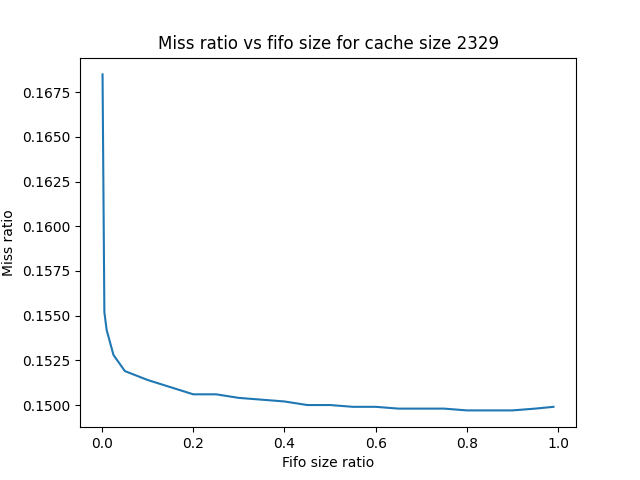 Miss ratio vs fifo size for cache size 2329
0.1675
0.1650
0.1625
0.1600
0.1575
0.1550
0.1525
0.1500
Miss ratio
0.0 0.2 0.4 0.6 0.8 1.0
Fifo size ratio